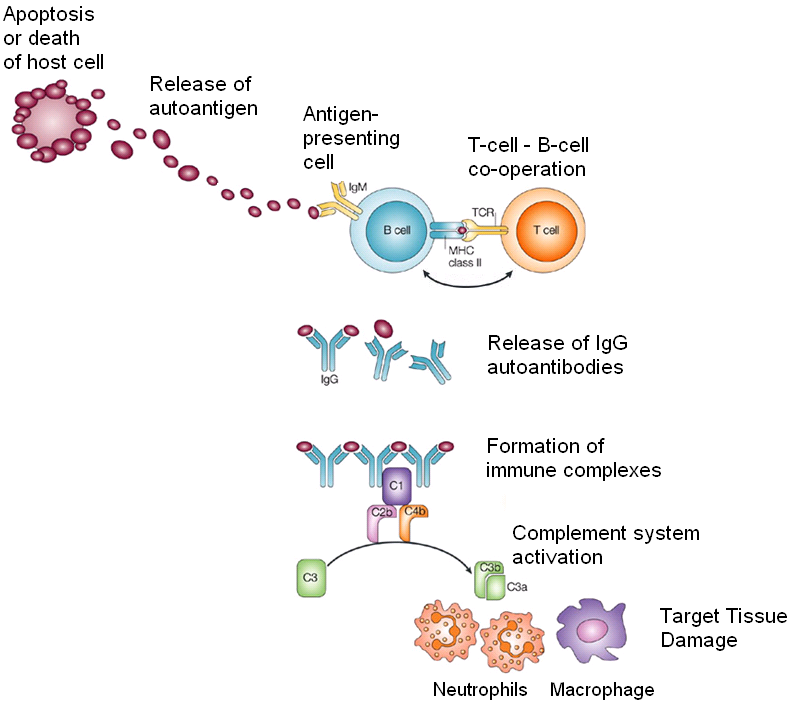 Apoptosis
or death
of host cell
Release of
autoantigen
Antigen-
presenting
cell
T-cell - B-cell
co-operation
IgM
TCR
B cell
T cell
MHC
class II
Release of IgG
autoantibodies
IgG
Formation of
immune complexes
C1
C2b
C4b
Complement system
activation
C3
C3b
C3a
Target Tissue
Damage
Neutrophils
Macrophage